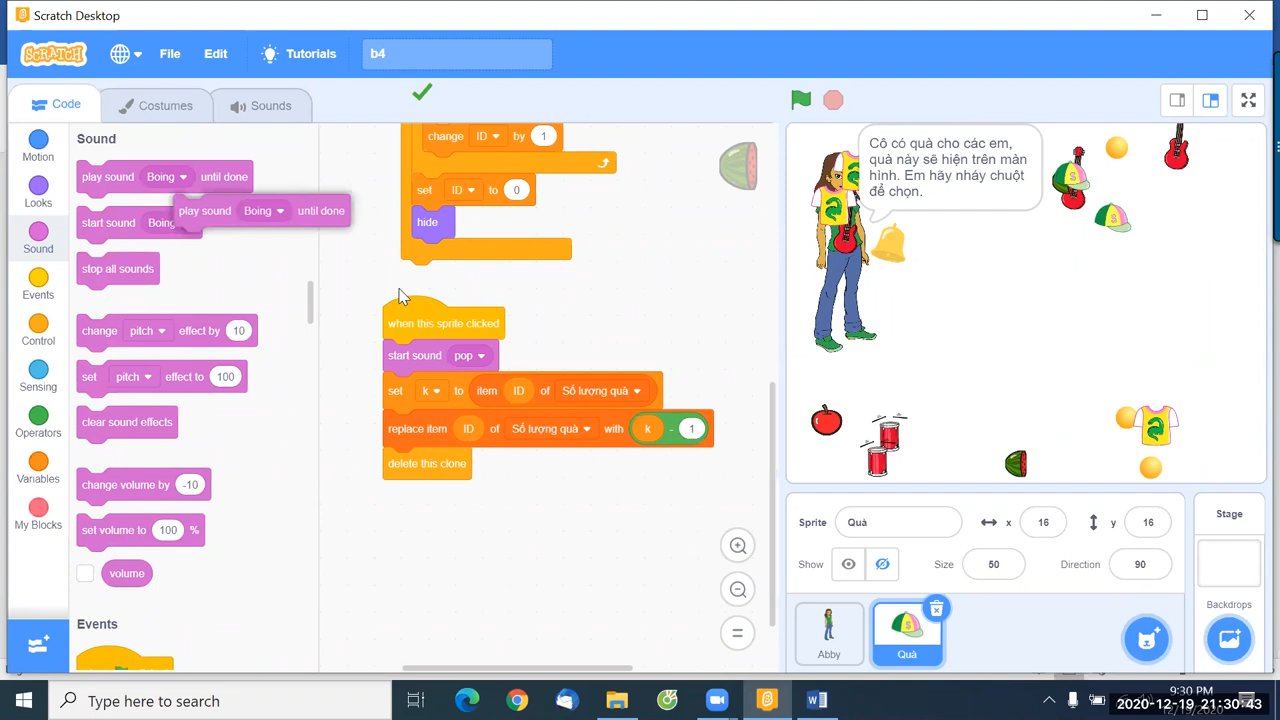 Scratch Desktop
SCRATCH
File
Edit
Tutorials
b4
Code
Costumes
Sounds
Motion
Looks
Sound
Events
Control
Sensing
Operators
Variables
My Blocks
Sound
play sound Boing until done
play sound Boing until done
start sound Boing
stop all sounds
change pitch effect by 10
set pitch effect to 100
clear sound effects
change volume by -10
set volume to 100 %
volume
Events
change ID by 1
set ID to 0
hide
when this sprite clicked
start sound pop
set k to item ID of Số lượng quà
replace item ID of Số lượng quà with k - 1
delete this clone
Cô có quà cho các em,
quà này sẽ hiện trên màn
hình. Em hãy nháy chuột
để chọn.
Sprite Quà x 16 y 16
Show Size 50 Direction 90
Abby
Quà
Stage
Backdrops
Type here to search
9:30 PM
2020-12-19 21:30:43